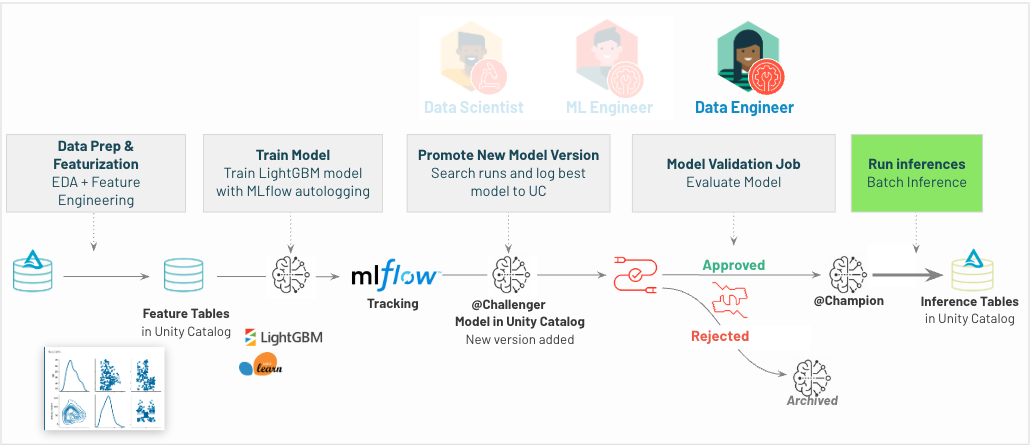 Data Scientist
ML Engineer
Data Engineer
Data Prep &
Featurization
EDA + Feature
Engineering
Train Model
Train LightGBM model
with MLflow autologging
Promote New Model Version
Search runs and log best
model to UC
Model Validation Job
Evaluate Model
Run inferences
Batch Inference
Feature Tables
in Unity Catalog
LightGBM
learn
mlflow
Tracking
@Challenger
Model in Unity Catalog
New version added
Approved
Rejected
@Champion
Archived
Inference Tables
in Unity Catalog